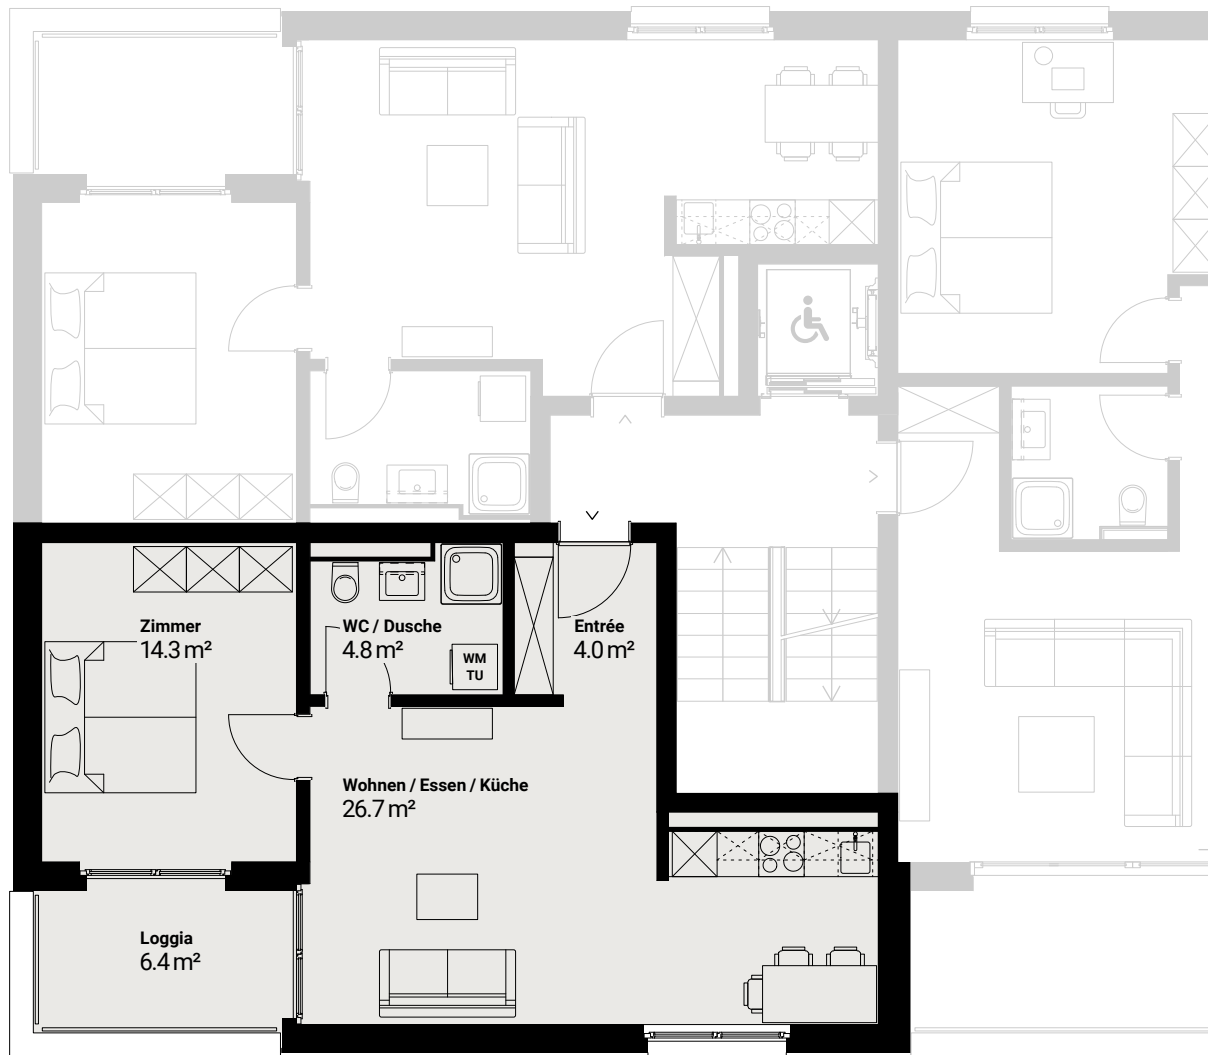 Zimmer
14.3 m²
WC / Dusche
4.8 m²
WM
TU
Entrée
4.0 m²
Wohnen / Essen / Küche
26.7 m²
Loggia
6.4 m²